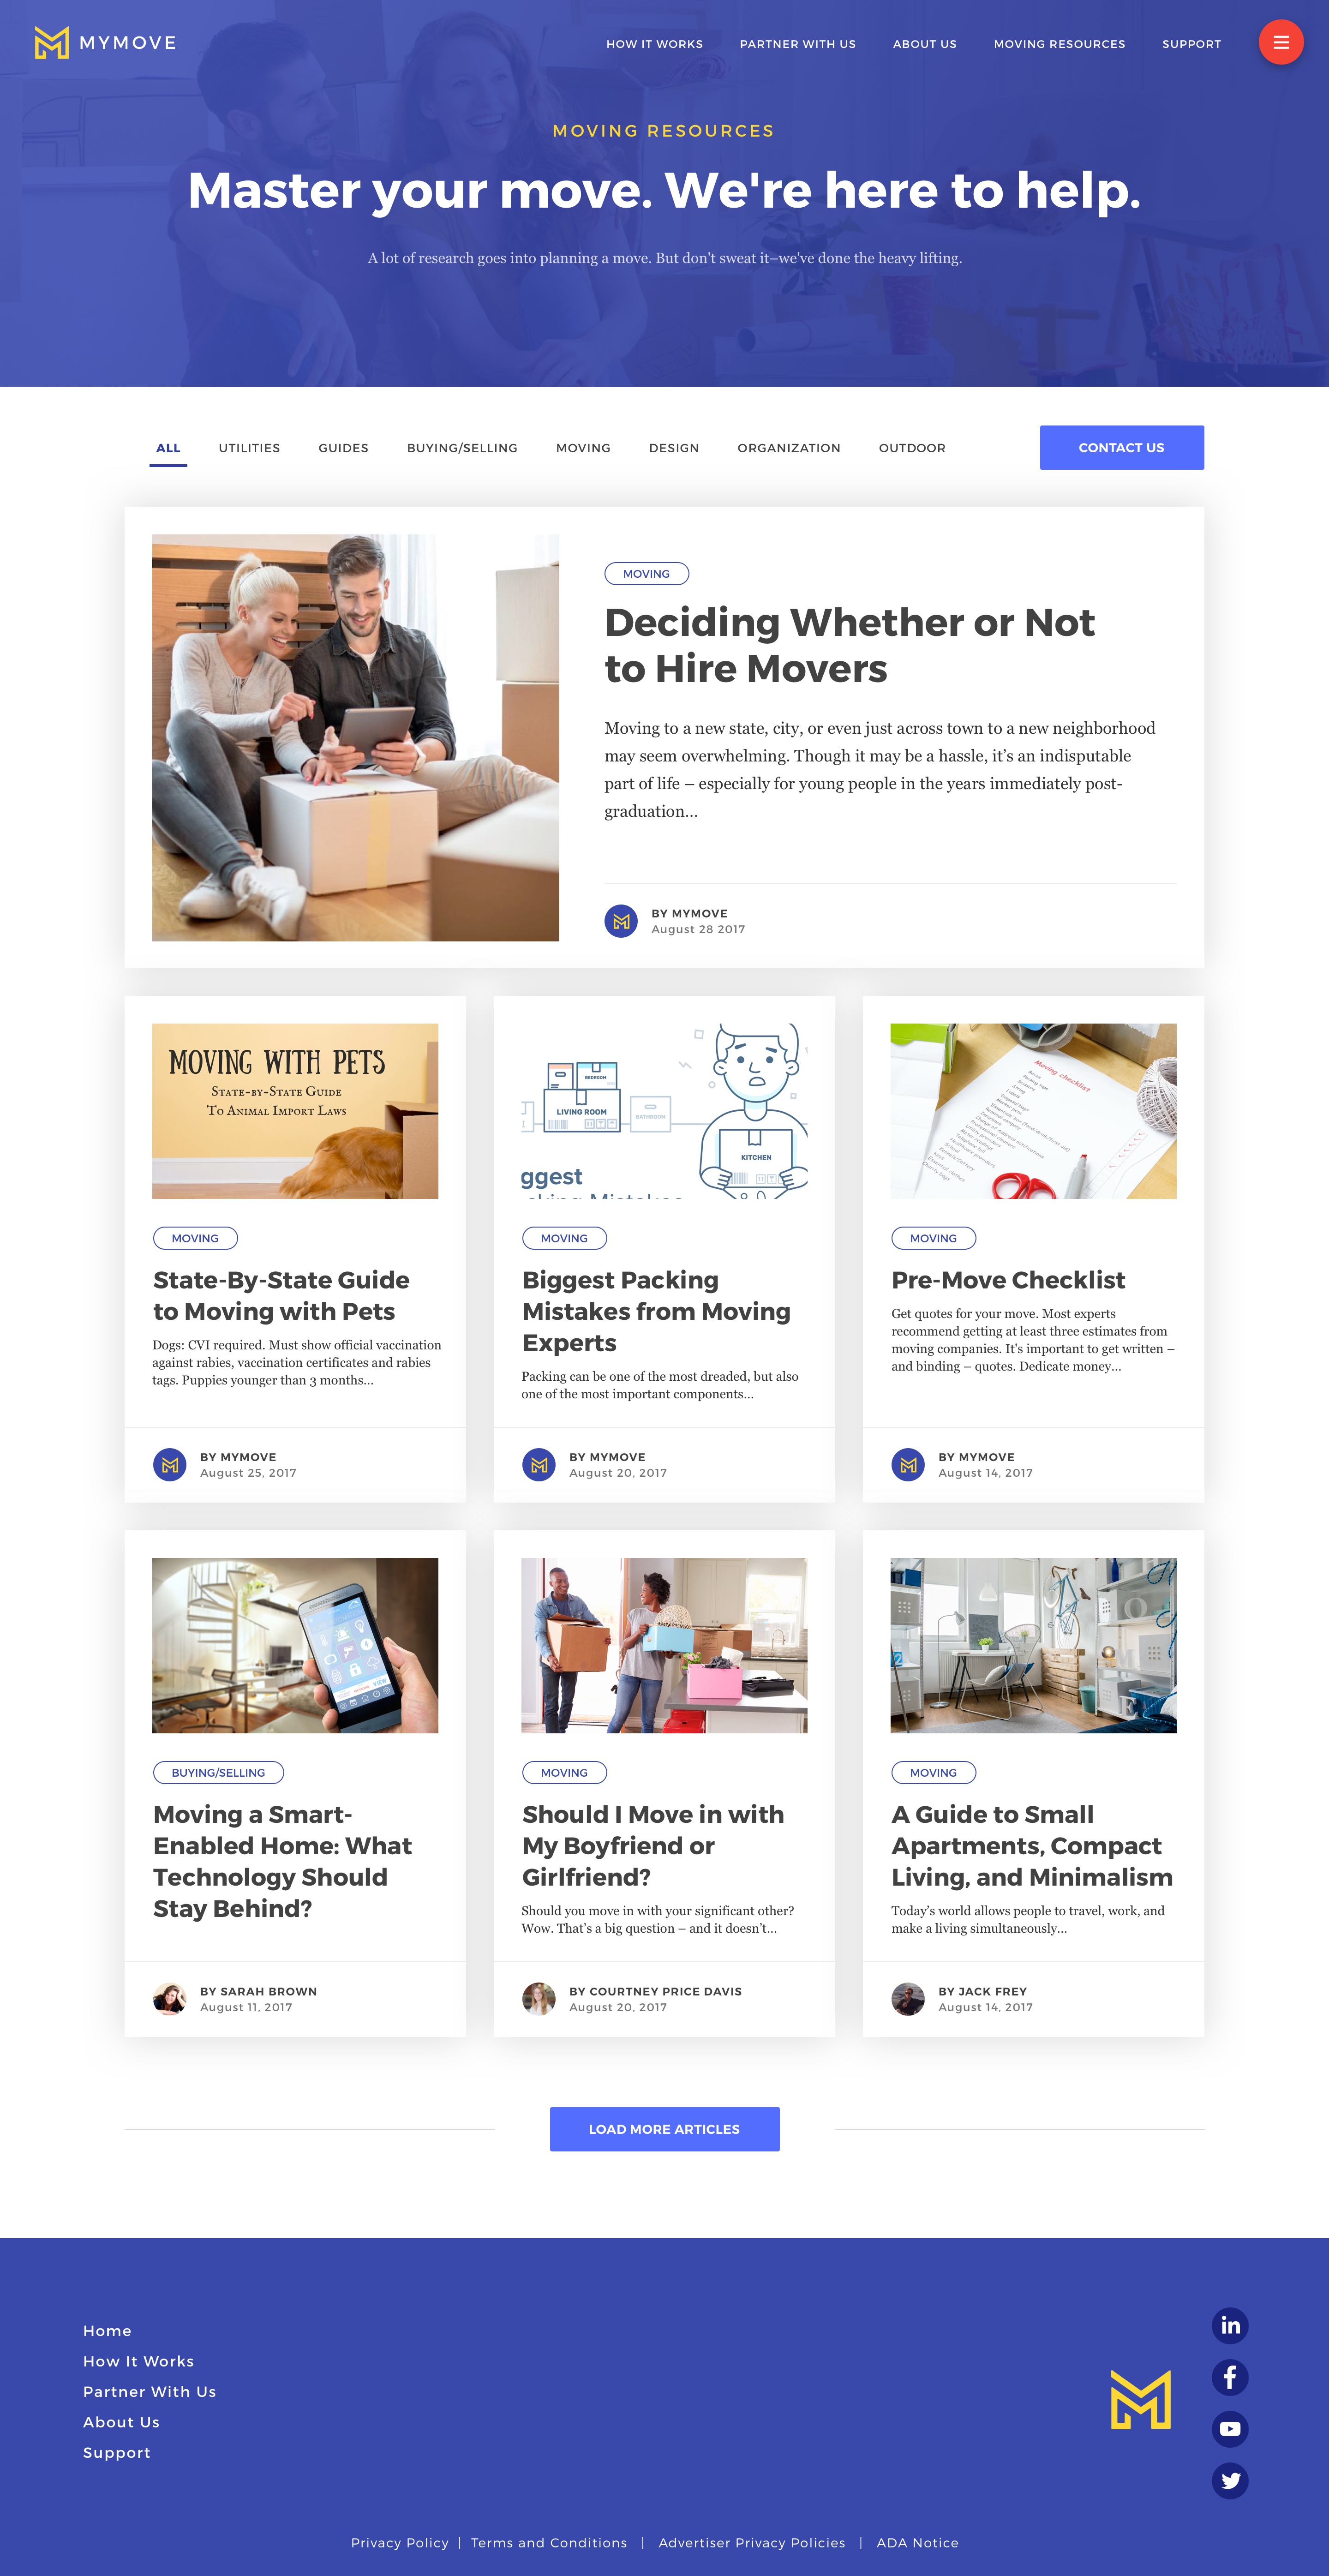 MYMOVE
HOW IT WORKS
PARTNER WITH US
ABOUT US
MOVING RESOURCES
SUPPORT
MOVING RESOURCES
Master your move. We're here to help.
A lot of research goes into planning a move. But don't sweat it–we've done the heavy lifting.
ALL
UTILITIES
GUIDES
BUYING/SELLING
MOVING
DESIGN
ORGANIZATION
OUTDOOR
CONTACT US
MOVING
Deciding Whether or Not
to Hire Movers
Moving to a new state, city, or even just across town to a new neighborhood
may seem overwhelming. Though it may be a hassle, it’s an indisputable
part of life – especially for young people in the years immediately post-
graduation...
BY MYMOVE
August 28 2017
MOVING WITH PETS
State-by-State Guide
To Animal Import Laws
MOVING
State-By-State Guide
to Moving with Pets
Dogs: CVI required. Must show official vaccination
against rabies, vaccination certificates and rabies
tags. Puppies younger than 3 months...
BY MYMOVE
August 25, 2017
BEDROOM
LIVING ROOM
BATHROOM
KITCHEN
ggest
MOVING
Biggest Packing
Mistakes from Moving
Experts
Packing can be one of the most dreaded, but also
one of the most important components...
BY MYMOVE
August 20, 2017
Moving checklist
MOVING
Pre-Move Checklist
Get quotes for your move. Most experts
recommend getting at least three estimates from
moving companies. It's important to get written –
and binding – quotes. Dedicate money...
BY MYMOVE
August 14, 2017
BUYING/SELLING
Moving a Smart-
Enabled Home: What
Technology Should
Stay Behind?
BY SARAH BROWN
August 11, 2017
MOVING
Should I Move in with
My Boyfriend or
Girlfriend?
Should you move in with your significant other?
Wow. That’s a big question – and it doesn’t...
BY COURTNEY PRICE DAVIS
August 20, 2017
MOVING
A Guide to Small
Apartments, Compact
Living, and Minimalism
Today’s world allows people to travel, work, and
make a living simultaneously...
BY JACK FREY
August 14, 2017
LOAD MORE ARTICLES
Home
How It Works
Partner With Us
About Us
Support
in
f
Privacy Policy | Terms and Conditions | Advertiser Privacy Policies | ADA Notice